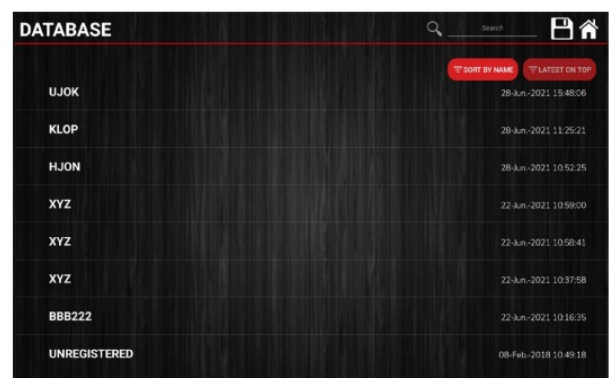 DATABASE Search
SORT BY NAME LATEST ON TOP
UJOK 28-Jun.-2021 15:48:06
KLOP 28-Jun.-2021 11:25:21
HJON 28-Jun.-2021 10:52:25
XYZ 22-Jun.-2021 10:59:00
XYZ 22-Jun.-2021 10:58:41
XYZ 22-Jun.-2021 10:37:58
BBB222 22-Jun.-2021 10:16:35
UNREGISTERED 08-Feb.-2018 10:49:18